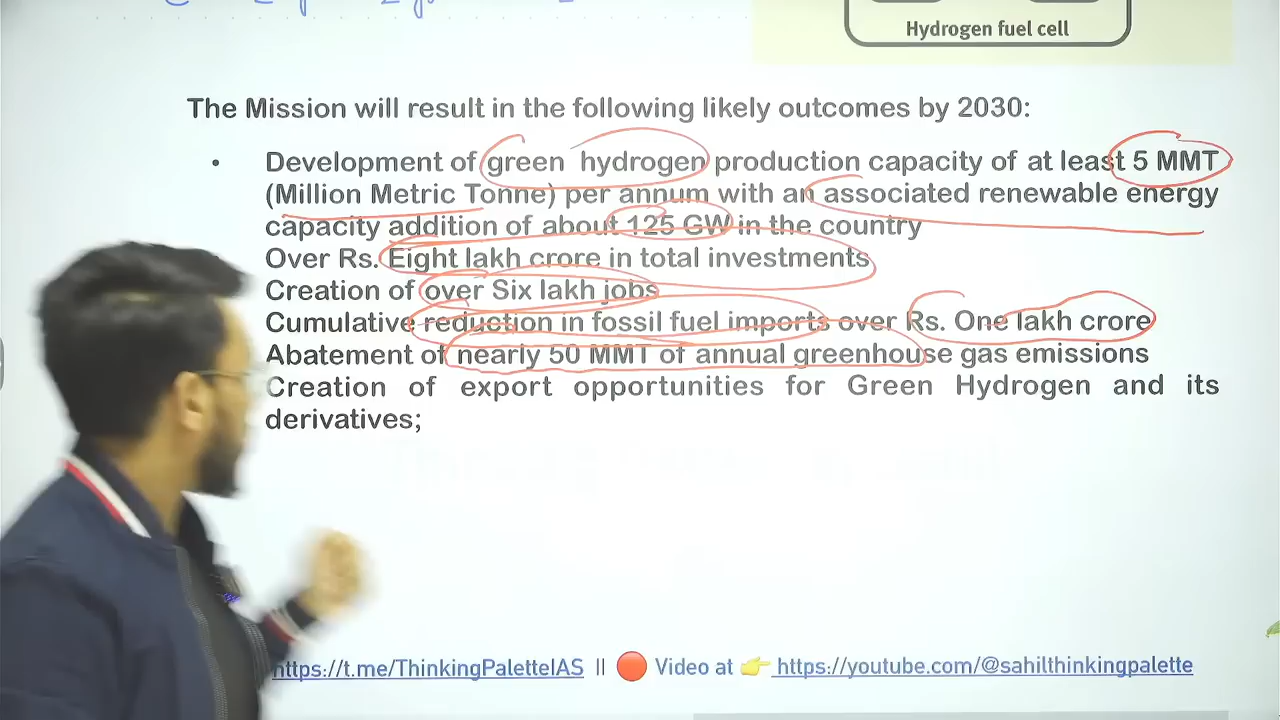 Hydrogen fuel cell
The Mission will result in the following likely outcomes by 2030:
• Development of green hydrogen production capacity of at least 5 MMT
(Million Metric Tonne) per annum with an associated renewable energy
capacity addition of about 125 GW in the country
Over Rs. Eight lakh crore in total investments
Creation of over Six lakh jobs
Cumulative reduction in fossil fuel imports over Rs. One lakh crore
Abatement of nearly 50 MMT of annual greenhouse gas emissions
Creation of export opportunities for Green Hydrogen and its
derivatives;
https://t.me/ThinkingPaletteIAS || 🔴 Video at 👉 https://youtube.com/@sahilthinkingpalette